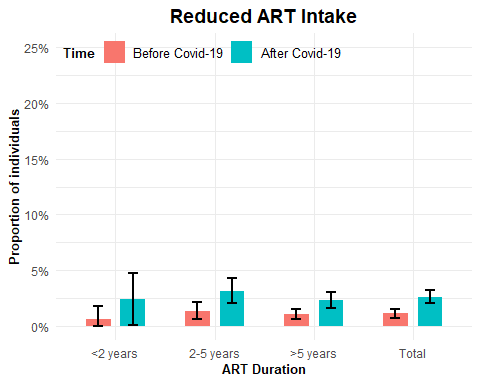 Reduced ART Intake
Time Before Covid-19 After Covid-19
25%
20%
15%
10%
5%
0%
Proportion of individuals
<2 years 2-5 years >5 years Total
ART Duration